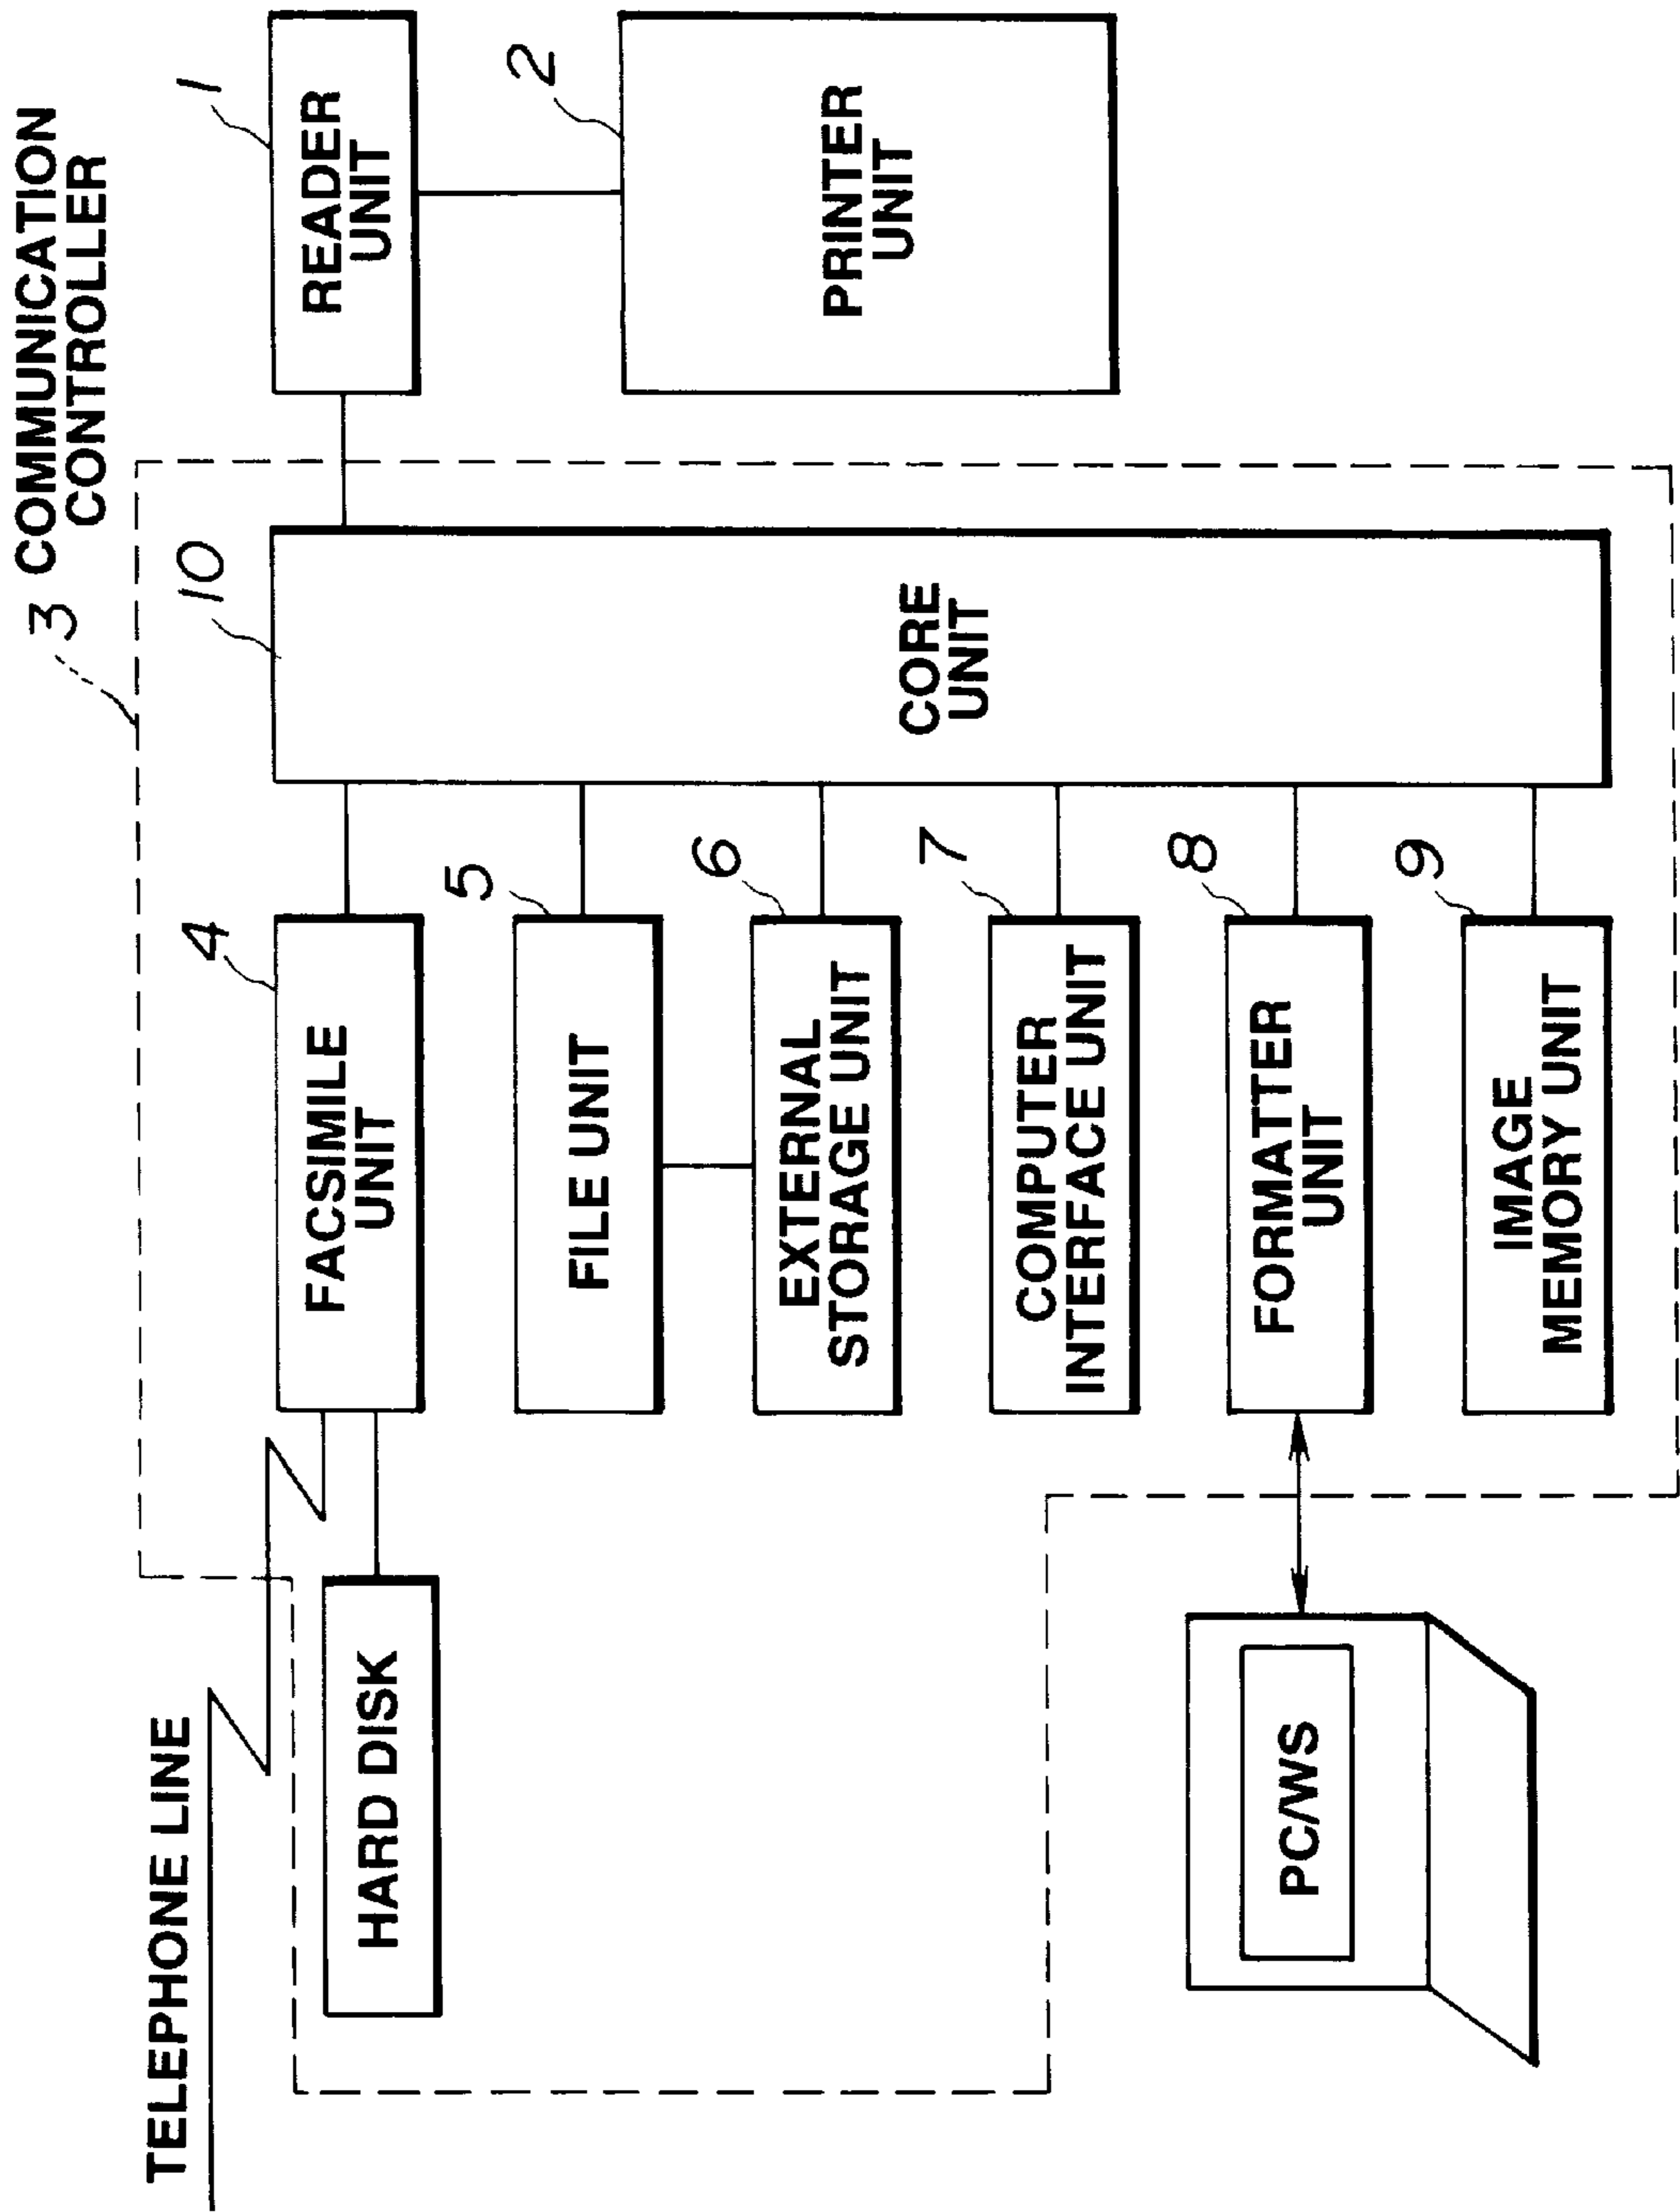 3 COMMUNICATION
CONTROLLER
1
READER
UNIT
2
PRINTER
UNIT
10
CORE
UNIT
4
FACSIMILE
UNIT
5
FILE UNIT
6
EXTERNAL
STORAGE UNIT
7
COMPUTER
INTERFACE UNIT
8
FORMATTER
UNIT
9
IMAGE
MEMORY UNIT
TELEPHONE LINE
HARD DISK
PC/WS